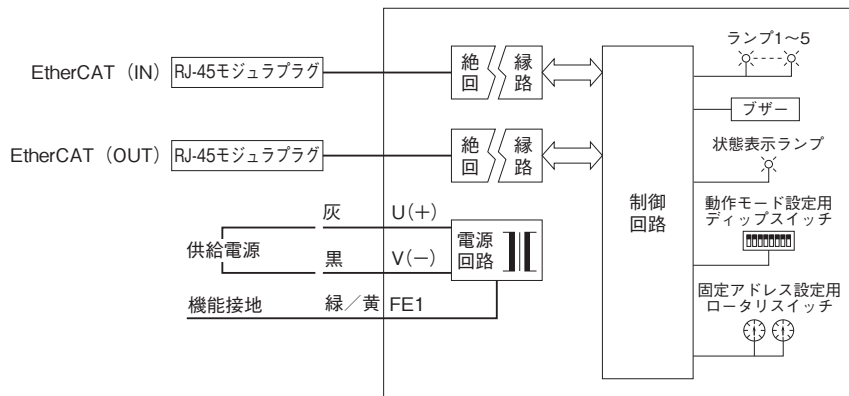 EtherCAT（IN）
RJ-45モジュラプラグ
絶 縁
回 路
EtherCAT（OUT）
RJ-45モジュラプラグ
絶 縁
回 路
供給電源
灰
U（+）
黒
V（−）
電源
回路
機能接地
緑／黄
FE1
制御
回路
ランプ1〜5
ブザー
状態表示ランプ
動作モード設定用
ディップスイッチ
固定アドレス設定用
ロータリスイッチ